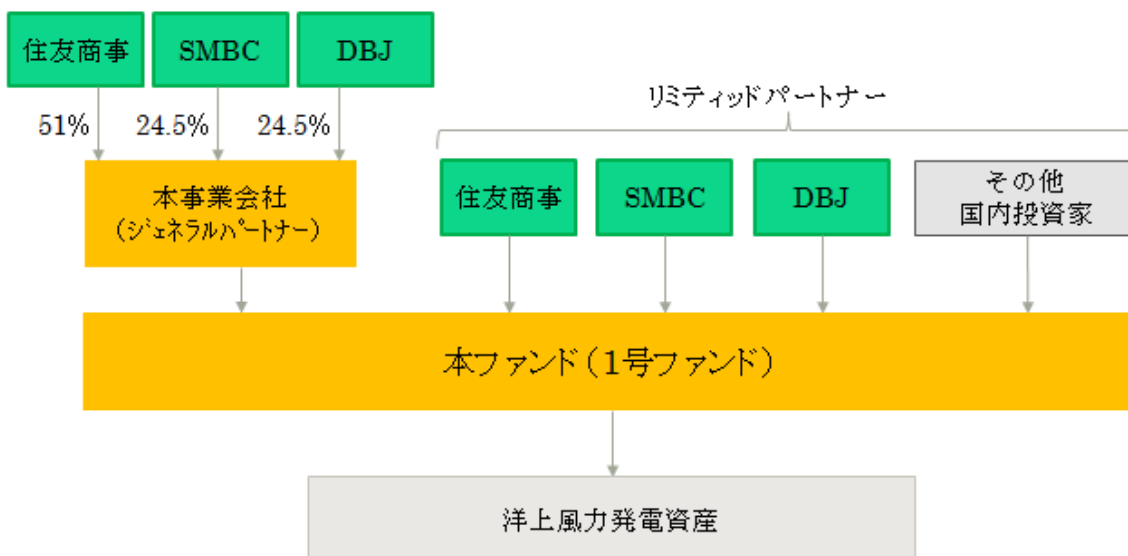 住友商事
SMBC
DBJ
51%
24.5%
24.5%
リミティッドパートナー
本事業会社
(ジェネラルパートナー)
住友商事
SMBC
DBJ
その他
国内投資家
本ファンド(1号ファンド)
洋上風力発電資産